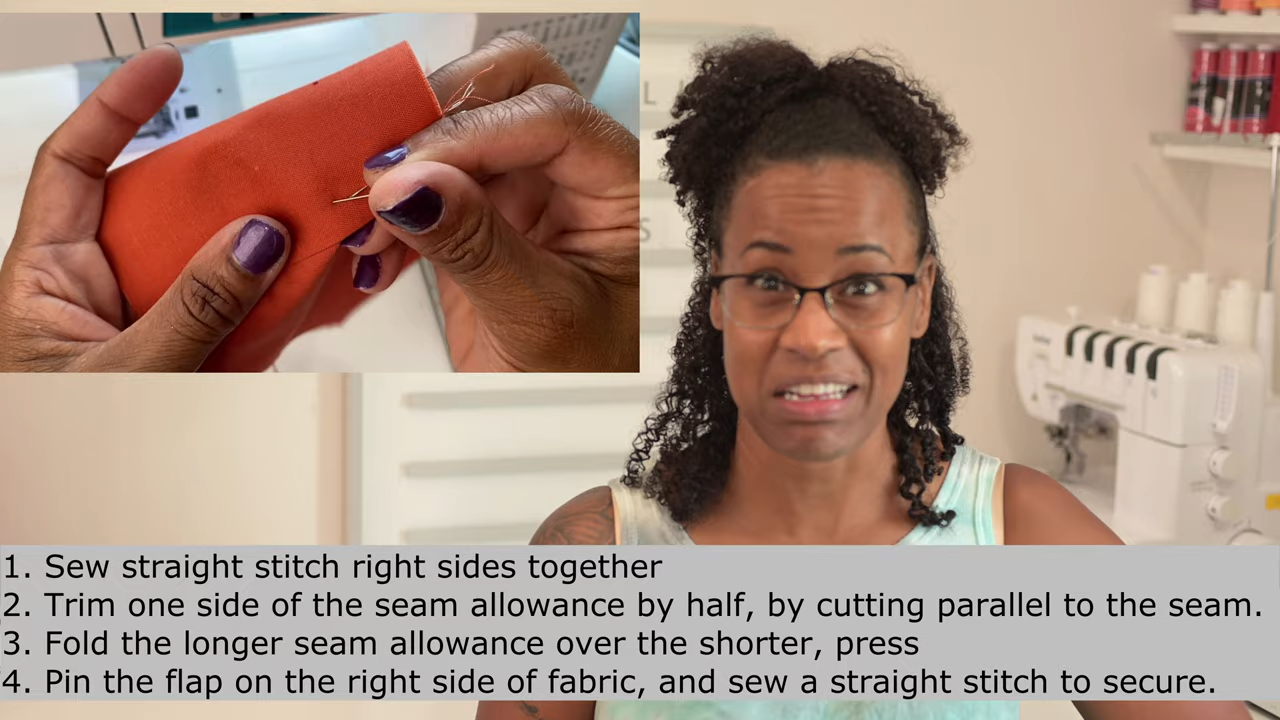 L
S
1. Sew straight stitch right sides together
2. Trim one side of the seam allowance by half, by cutting parallel to the seam.
3. Fold the longer seam allowance over the shorter, press
4. Pin the flap on the right side of fabric, and sew a straight stitch to secure.